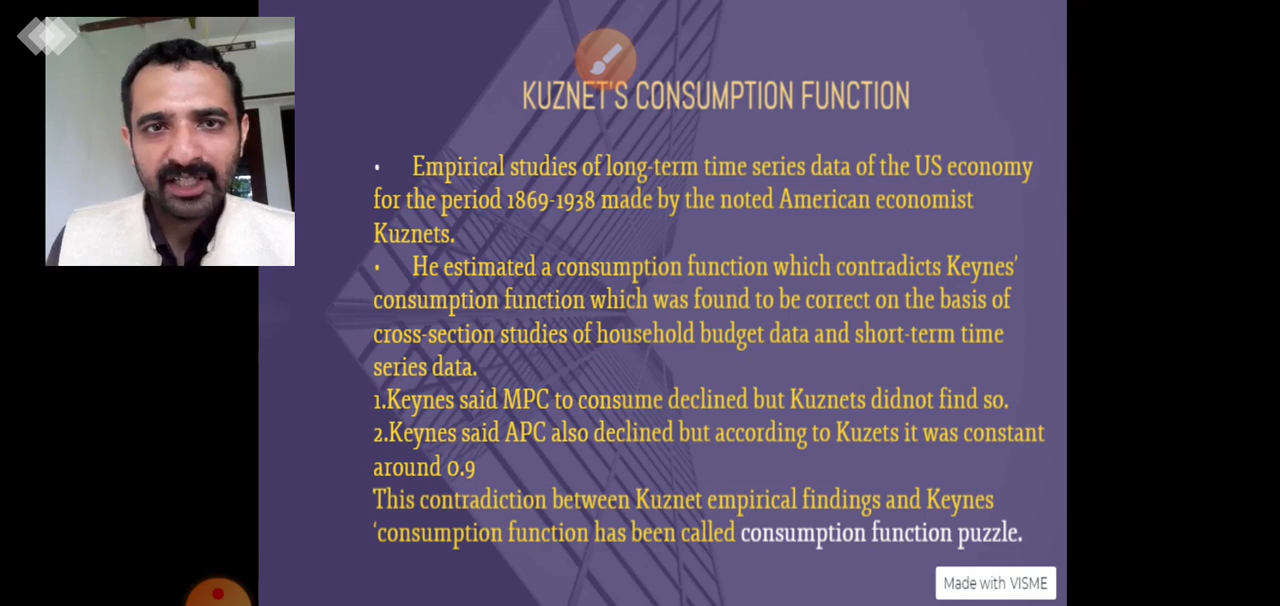 KUZNET'S CONSUMPTION FUNCTION
• Empirical studies of long-term time series data of the US economy
for the period 1869-1938 made by the noted American economist
Kuznets.
• He estimated a consumption function which contradicts Keynes'
consumption function which was found to be correct on the basis of
cross-section studies of household budget data and short-term time
series data.
1.Keynes said MPC to consume declined but Kuznets didnot find so.
2.Keynes said APC also declined but according to Kuzets it was constant
around 0.9
This contradiction between Kuznet empirical findings and Keynes
‘consumption function has been called consumption function puzzle.
Made with VISME